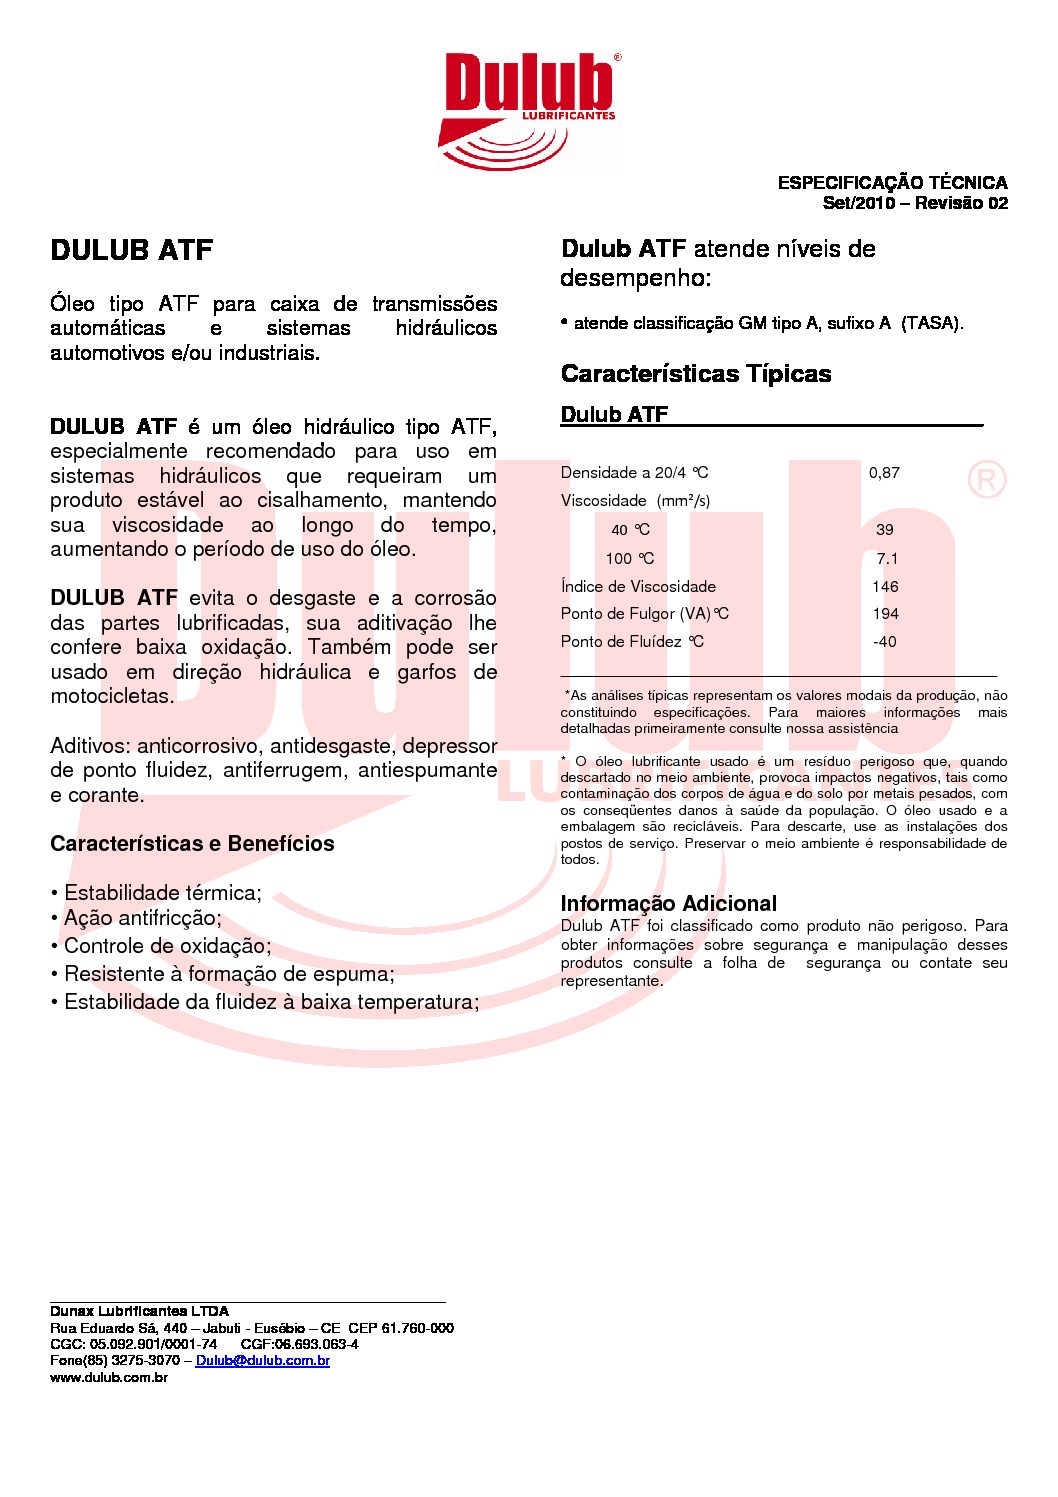 Dulub®
LUBRIFICANTES
ESPECIFICAÇÃO TÉCNICA
Set/2010 – Revisão 02
DULUB ATF
Óleo tipo ATF para caixa de transmissões
automáticas e sistemas hidráulicos
automotivos e/ou industriais.
DULUB ATF é um óleo hidráulico tipo ATF,
especialmente recomendado para uso em
sistemas hidráulicos que requeiram um
produto estável ao cisalhamento, mantendo
sua viscosidade ao longo do tempo,
aumentando o período de uso do óleo.
DULUB ATF evita o desgaste e a corrosão
das partes lubrificadas, sua aditivação lhe
confere baixa oxidação. Também pode ser
usado em direção hidráulica e garfos de
motocicletas.
Aditivos: anticorrosivo, antidesgaste, depressor
de ponto fluidez, antiferrugem, antiespumante
e corante.
Características e Benefícios
• Estabilidade térmica;
• Ação antifricção;
• Controle de oxidação;
• Resistente à formação de espuma;
• Estabilidade da fluidez à baixa temperatura;
Dulub ATF atende níveis de
desempenho:
• atende classificação GM tipo A, sufixo A (TASA).
Características Típicas
Dulub ATF
Densidade a 20/4 °C 0,87
Viscosidade (mm²/s)
40 °C 39
100 °C 7.1
Índice de Viscosidade 146
Ponto de Fulgor (VA)°C 194
Ponto de Fluídez °C -40
*As análises típicas representam os valores modais da produção, não
constituindo especificações. Para maiores informações mais
detalhadas primeiramente consulte nossa assistência
* O óleo lubrificante usado é um resíduo perigoso que, quando
descartado no meio ambiente, provoca impactos negativos, tais como
contaminação dos corpos de água e do solo por metais pesados, com
os conseqüentes danos à saúde da população. O óleo usado e a
embalagem são recicláveis. Para descarte, use as instalações dos
postos de serviço. Preservar o meio ambiente é responsabilidade de
todos.
Informação Adicional
Dulub ATF foi classificado como produto não perigoso. Para
obter informações sobre segurança e manipulação desses
produtos consulte a folha de segurança ou contate seu
representante.
Dulub®
LUBRIFICANTES
Dunax Lubrificantes LTDA
Rua Eduardo Sá, 440 – Jabuti - Eusébio – CE CEP 61.760-000
CGC: 05.092.901/0001-74 CGF:06.693.063-4
Fone(85) 3275-3070 – Dulub@dulub.com.br
www.dulub.com.br